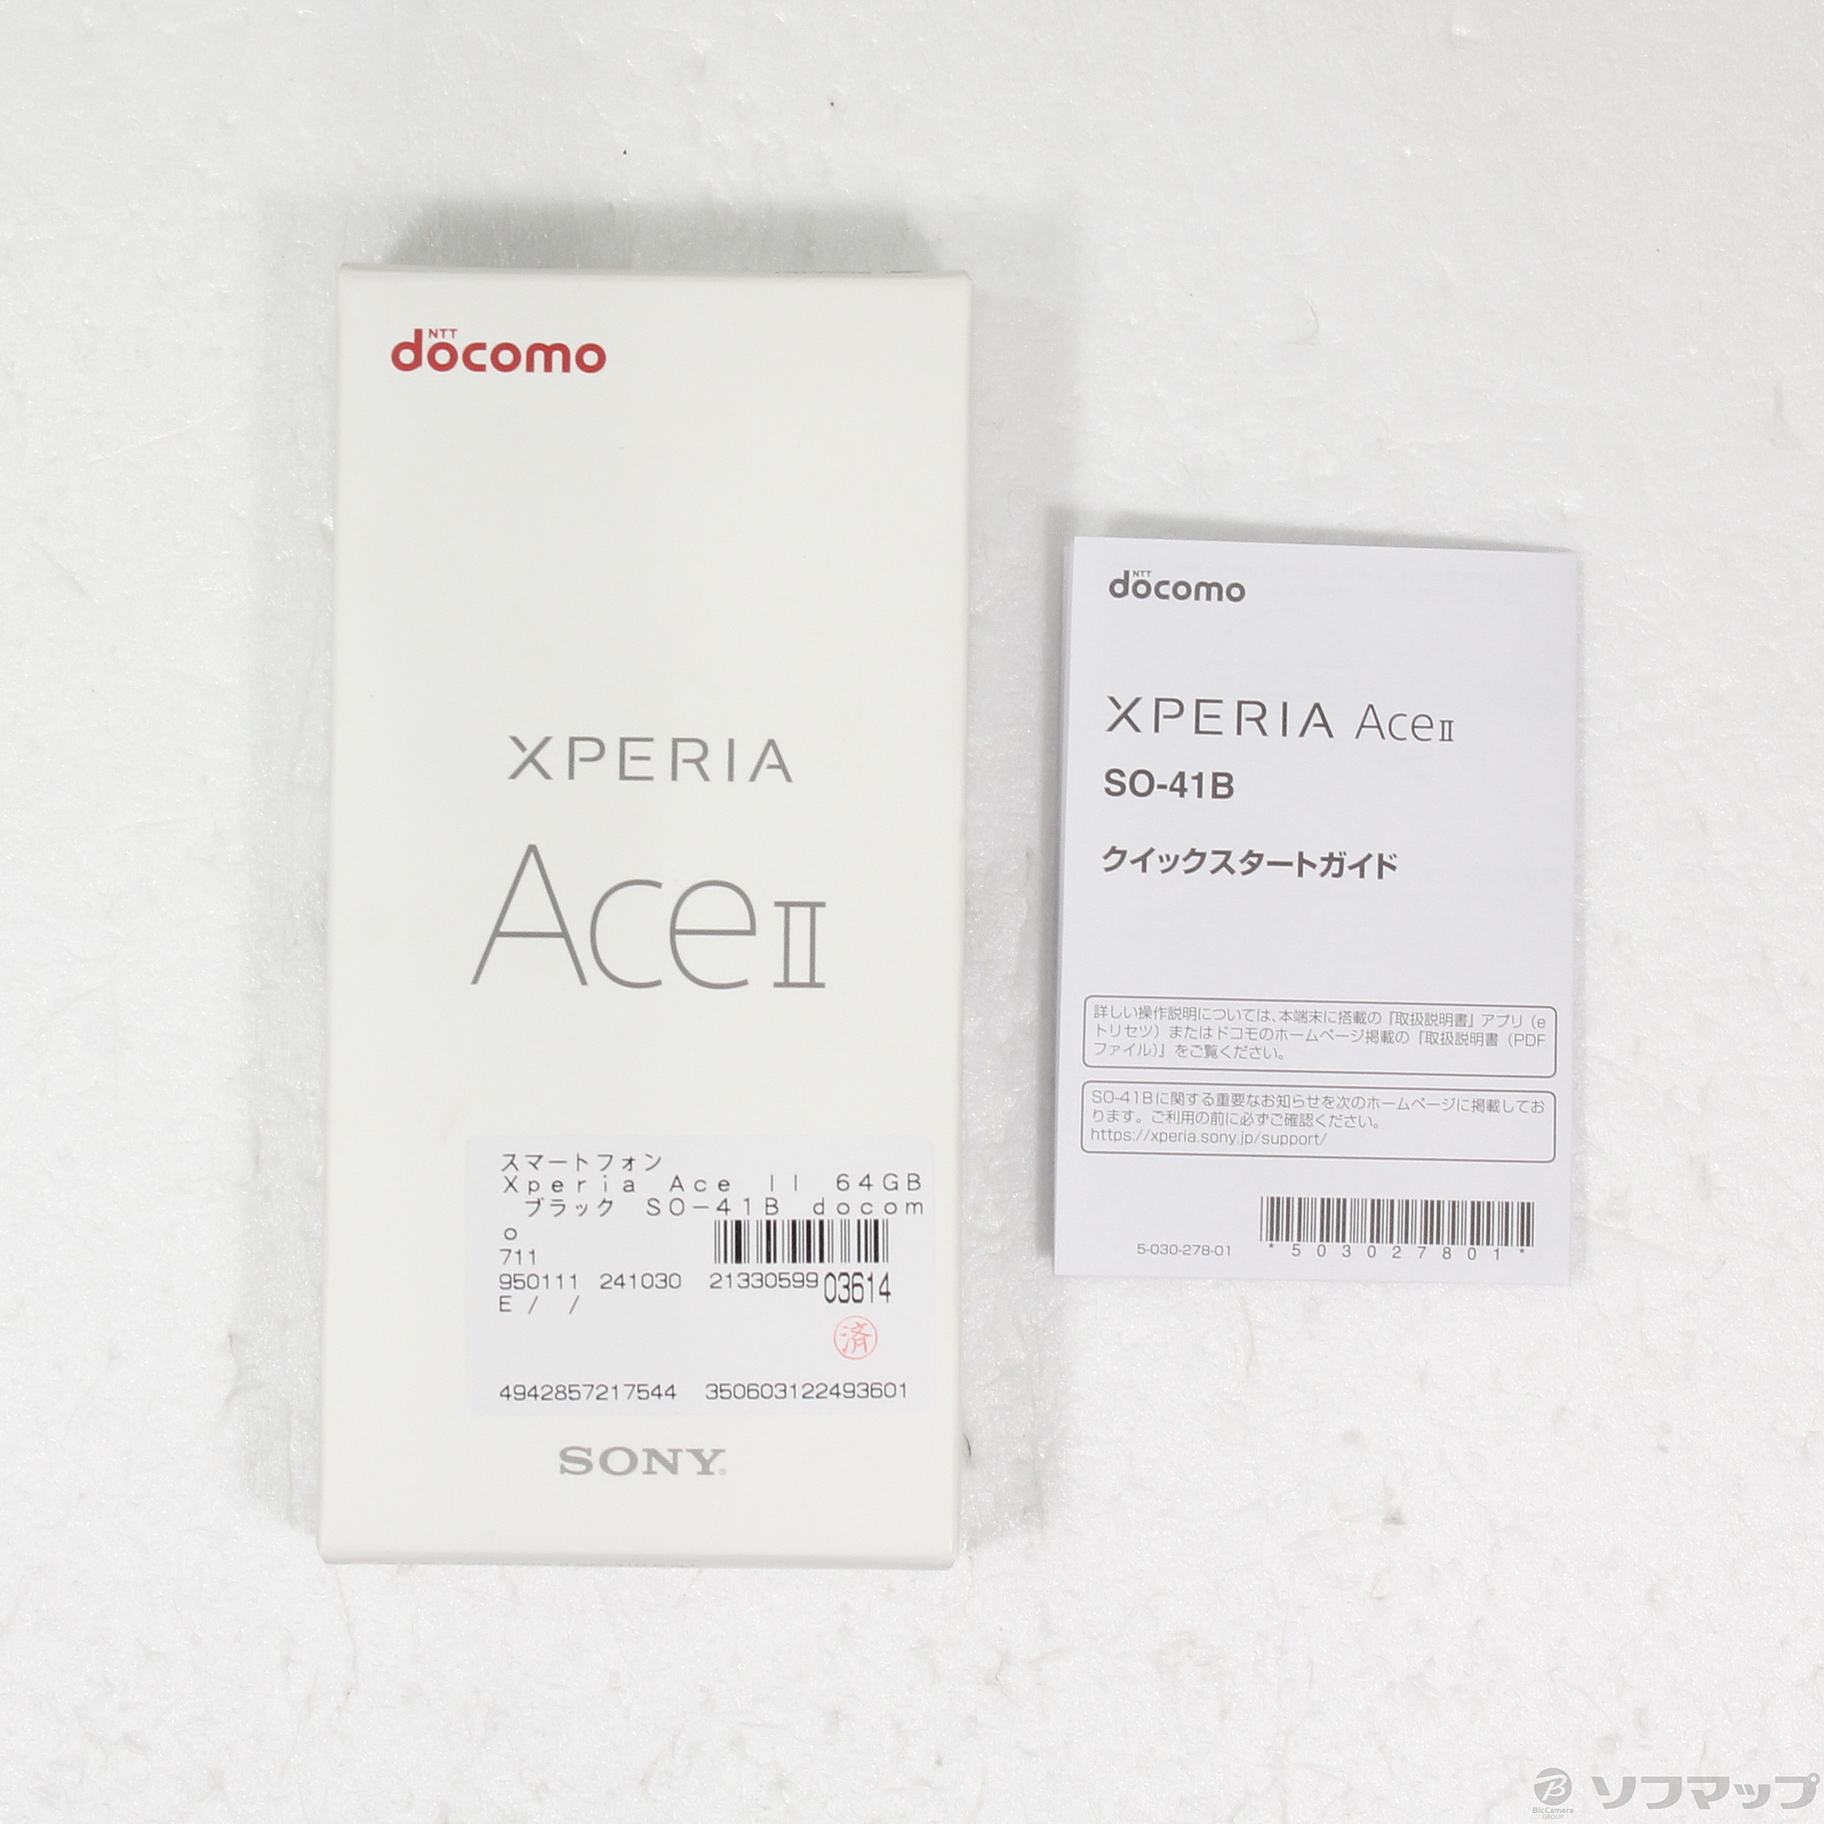 NTT
docomo
XPERIA
Ace II
スマートフォン
Xperia Ace II 64GB
ブラック SO-41B docom
o
711
950111 241030 2133059903614
E / /
済
4942857217544 350603122493601
SONY
NTT
docomo
XPERIA Ace II
SO-41B
クイックスタートガイド
詳しい操作説明については、本端末に搭載の『取扱説明書』アプリ（e
トリセツ）またはドコモのホームページ掲載の『取扱説明書（PDF
ファイル）』をご覧ください。
SO-41Bに関する重要なお知らせを次のホームページに掲載してお
ります。ご利用の前に必ずご確認ください。
https://xperia.sony.jp/support/
5-030-278-01
*503027801*
BicCamera
GROUP
ソフマップ